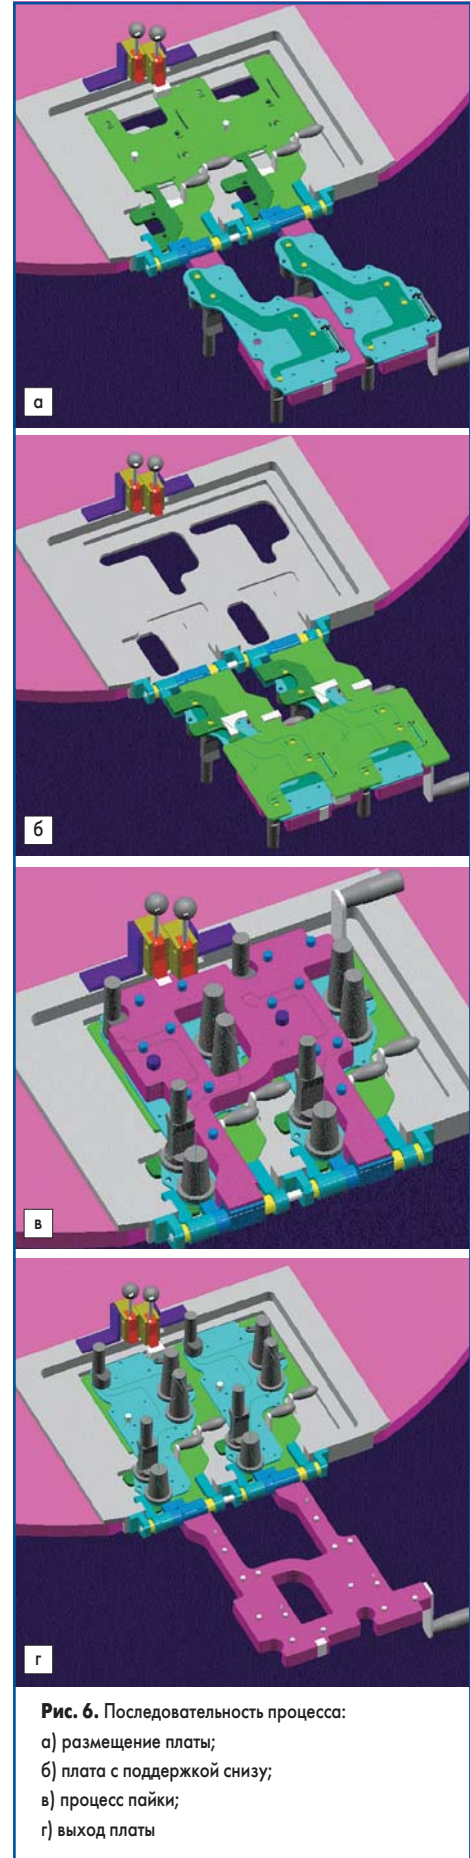 а
б
в
г
Рис. 6. Последовательность процесса:
а) размещение платы;
б) плата с поддержкой снизу;
в) процесс пайки;
г) выход платы